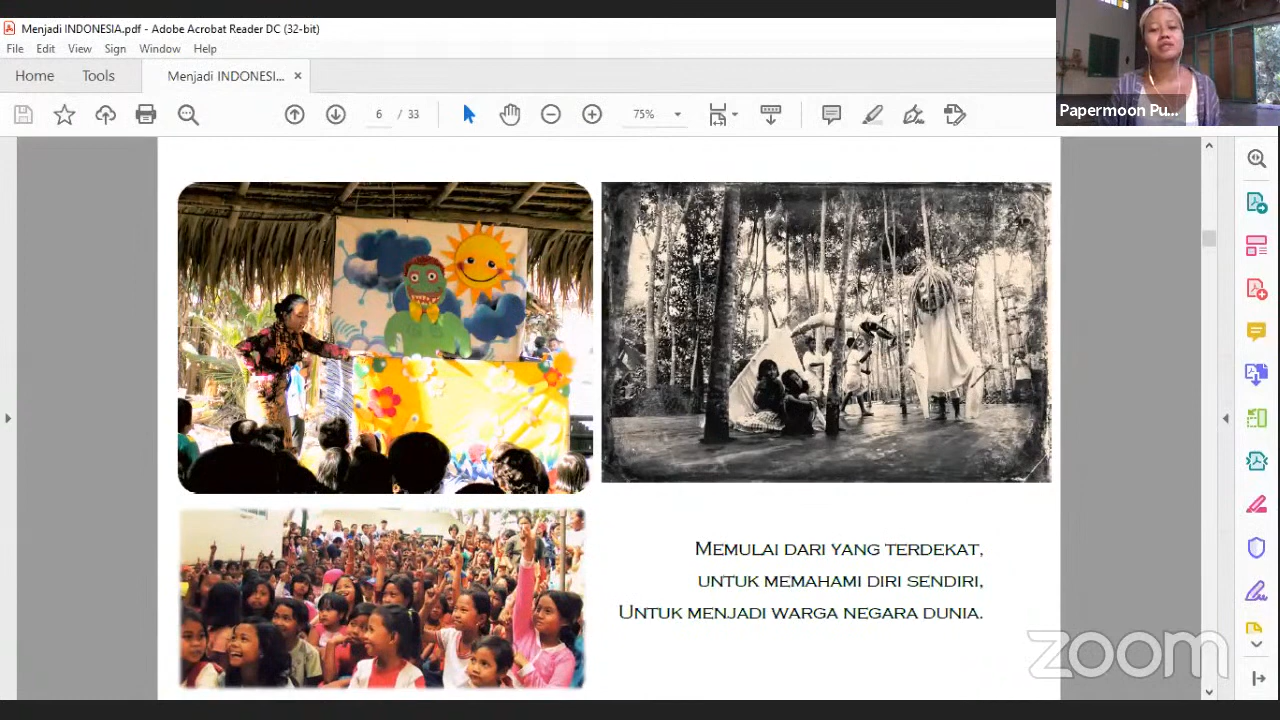 Menjadi INDONESIA.pdf - Adobe Acrobat Reader DC (32-bit)
File Edit View Sign Window Help
Home Tools Menjadi INDONESI... ×
6 / 33 75%
Papermoon Pu...
MEMULAI DARI YANG TERDEKAT,
UNTUK MEMAHAMI DIRI SENDIRI,
UNTUK MENJADI WARGA NEGARA DUNIA.
zoom